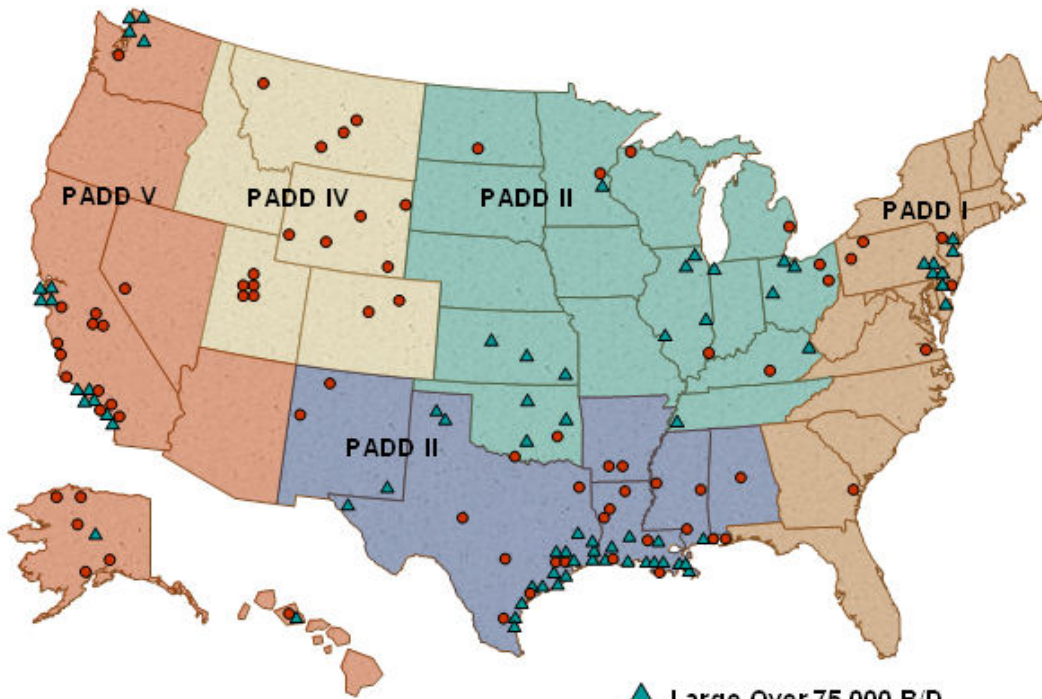 PADD V
PADD IV
PADD II
PADD I
PADD II
Large Over 75,000 B/D